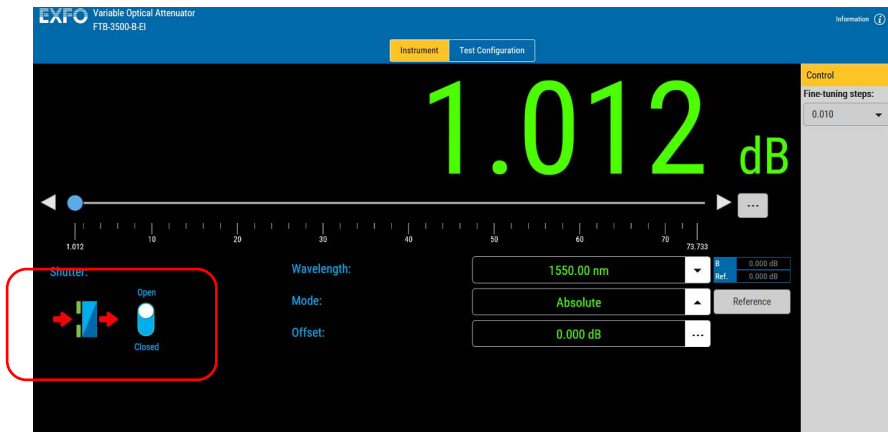 EXFO Variable Optical Attenuator
FTB-3500-B-EI
Information
Instrument Test Configuration
Control
Fine-tuning steps:
0.010
1.012 dB
...
1.012 10 20 30 40 50 60 70 73.733
Shutter:
Open
Closed
Wavelength: 1550.00 nm
B 0.000 dB
Ref. 0.000 dB
Mode: Absolute
Reference
Offset: 0.000 dB ...